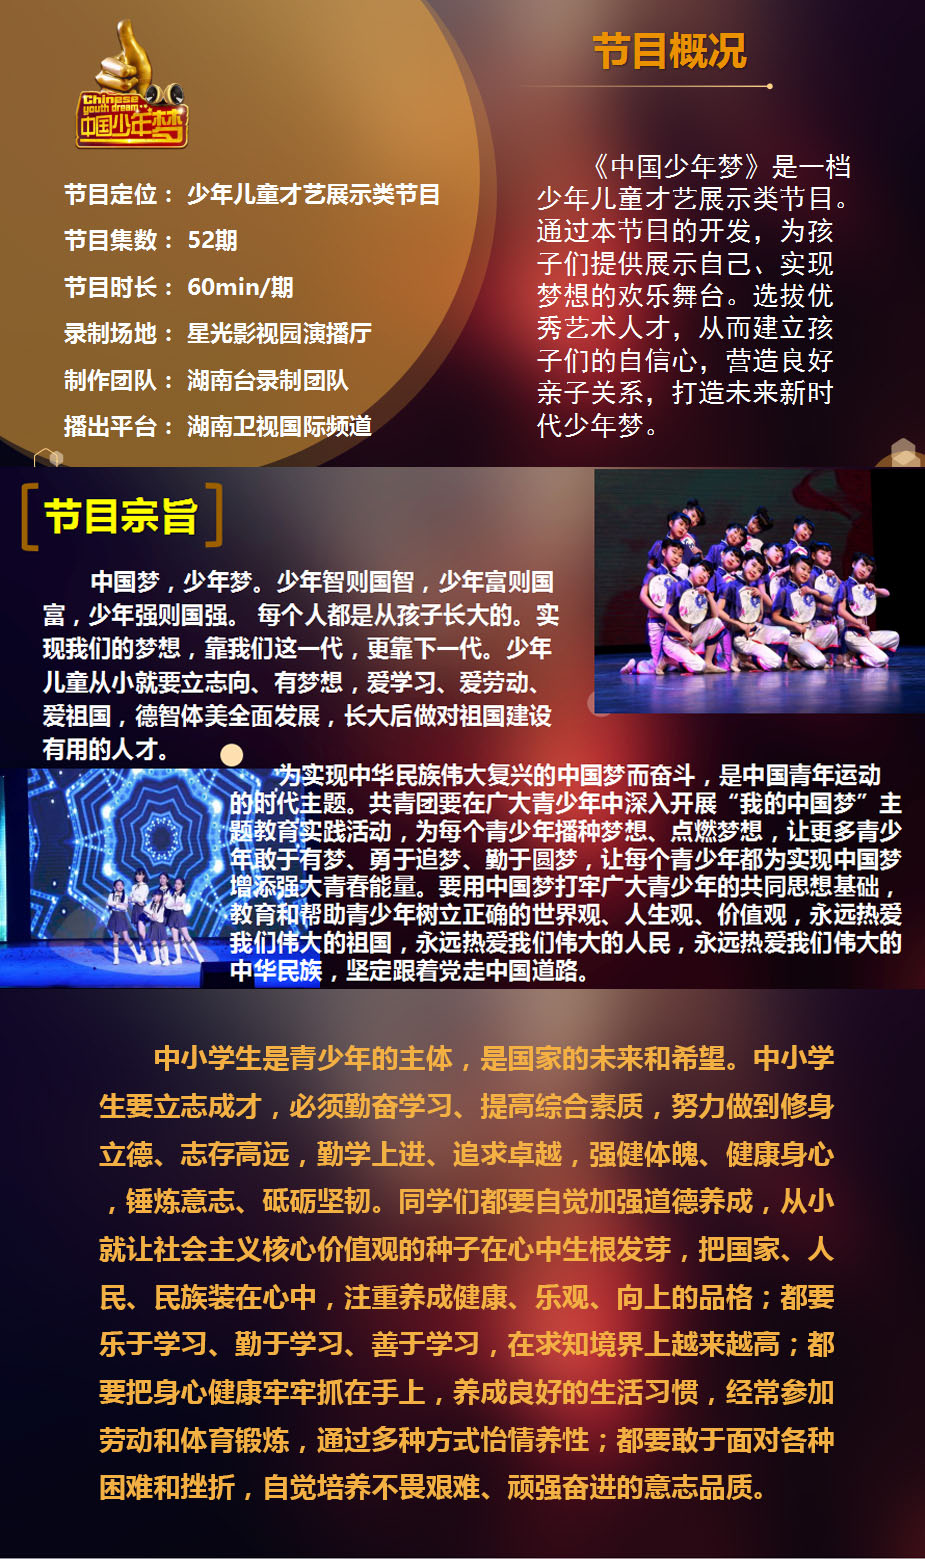 Chinese
youth dream
中国少年梦
节目定位： 少年儿童才艺展示类节目
节目集数： 52期
节目时长： 60min/期
录制场地： 星光影视园演播厅
制作团队： 湖南台录制团队
播出平台： 湖南卫视国际频道
节目概况
《中国少年梦》是一档
少年儿童才艺展示类节目。
通过本节目的开发，为孩
子们提供展示自己、实现
梦想的欢乐舞台。选拔优
秀艺术人才，从而建立孩
子们的自信心，营造良好
亲子关系，打造未来新时
代少年梦。
节目宗旨
中国梦，少年梦。少年智则国智，少年富则国
富，少年强则国强。 每个人都是从孩子长大的。实
现我们的梦想，靠我们这一代，更靠下一代。少年
儿童从小就要立志向、有梦想，爱学习、爱劳动、
爱祖国，德智体美全面发展，长大后做对祖国建设
有用的人才。
为实现中华民族伟大复兴的中国梦而奋斗，是中国青年运动
的时代主题。共青团要在广大青少年中深入开展“我的中国梦”主
题教育实践活动，为每个青少年播种梦想、点燃梦想，让更多青少
年敢于有梦、勇于追梦、勤于圆梦，让每个青少年都为实现中国梦
增添强大青春能量。要用中国梦打牢广大青少年的共同思想基础，
教育和帮助青少年树立正确的世界观、人生观、价值观，永远热爱
我们伟大的祖国，永远热爱我们伟大的人民，永远热爱我们伟大的
中华民族，坚定跟着党走中国道路。
中小学生是青少年的主体，是国家的未来和希望。中小学
生要立志成才，必须勤奋学习、提高综合素质，努力做到修身
立德、志存高远，勤学上进、追求卓越，强健体魄、健康身心
，锤炼意志、砥砺坚韧。同学们都要自觉加强道德养成，从小
就让社会主义核心价值观的种子在心中生根发芽，把国家、人
民、民族装在心中，注重养成健康、乐观、向上的品格；都要
乐于学习、勤于学习、善于学习，在求知境界上越来越高；都
要把身心健康牢牢抓在手上，养成良好的生活习惯，经常参加
劳动和体育锻炼，通过多种方式怡情养性；都要敢于面对各种
困难和挫折，自觉培养不畏艰难、顽强奋进的意志品质。